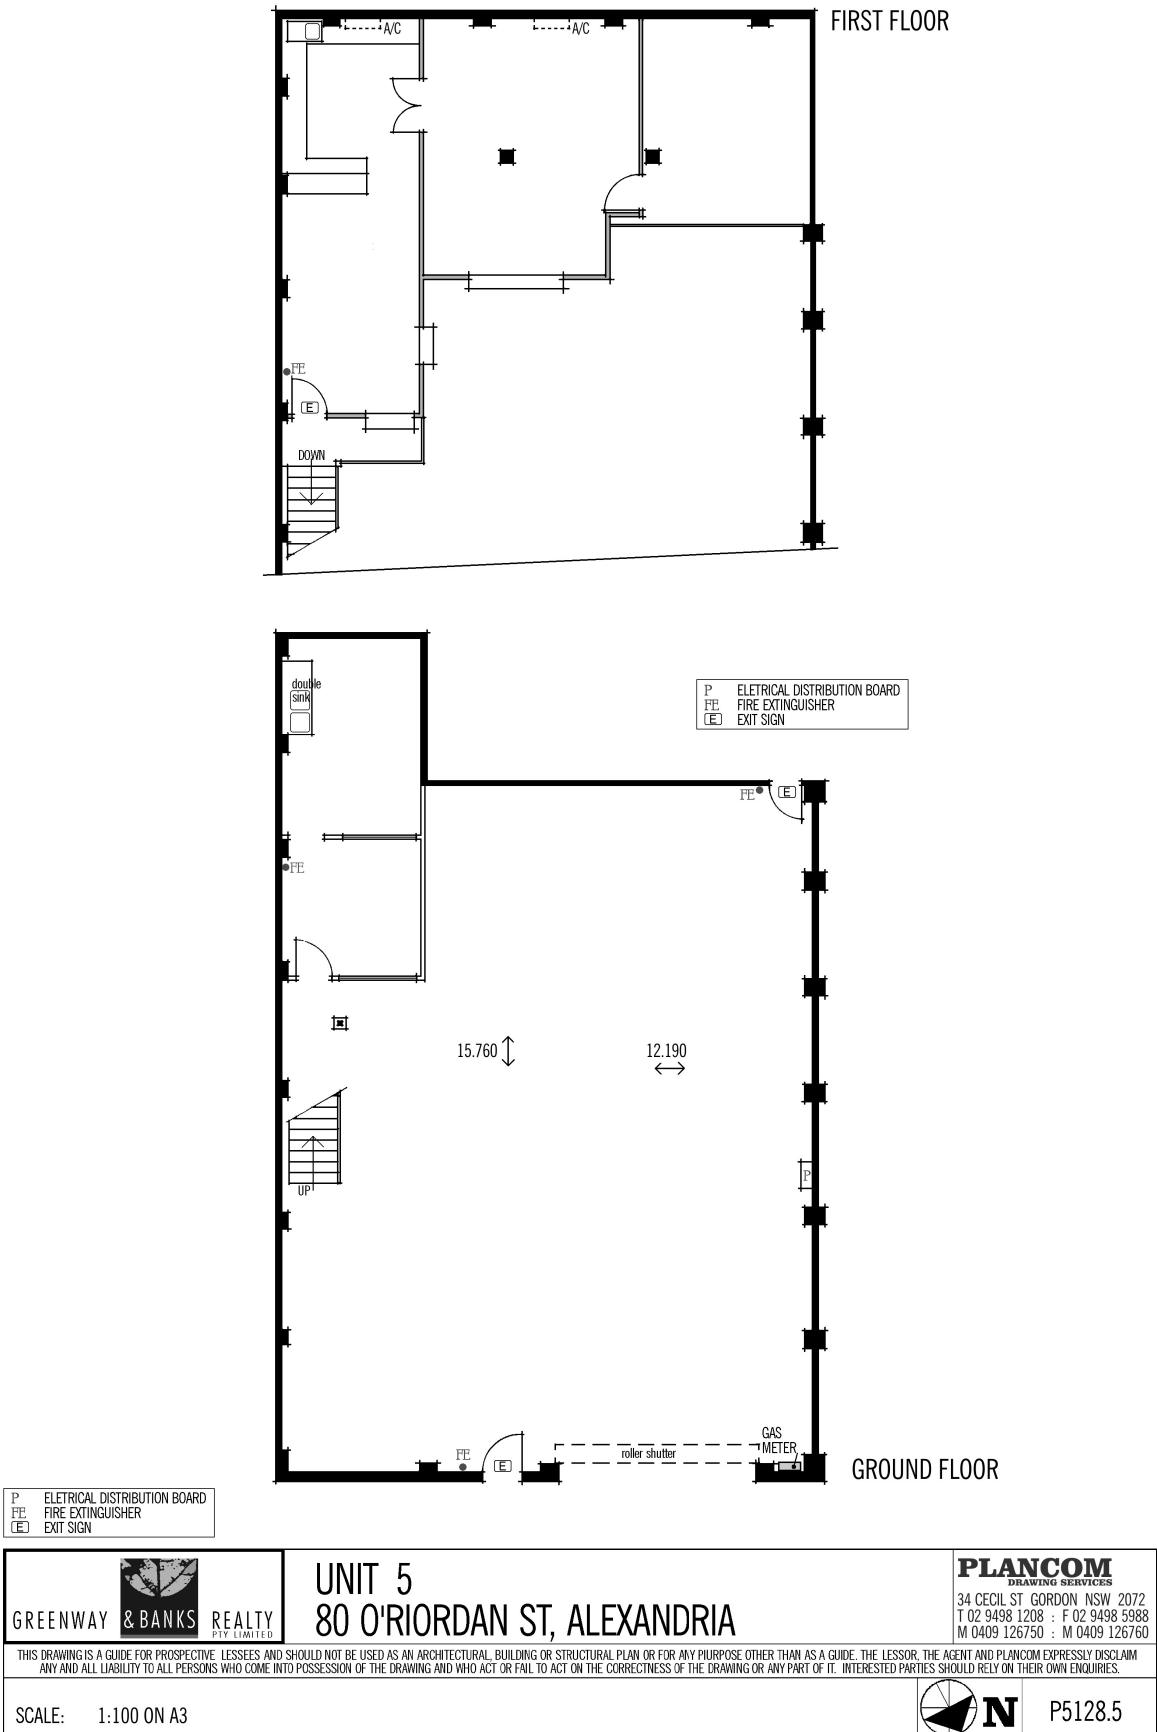 FIRST FLOOR
A/C
A/C
FE
E
DOWN
double
sink
P ELETRICAL DISTRIBUTION BOARD
FE FIRE EXTINGUISHER
E EXIT SIGN
FE
E
FE
15.760
12.190
P
UP
GAS
METER
FE
E
roller shutter
GROUND FLOOR
P ELETRICAL DISTRIBUTION BOARD
FE FIRE EXTINGUISHER
E EXIT SIGN
GREENWAY & BANKS REALTY
PTY LIMITED
UNIT 5
80 O'RIORDAN ST, ALEXANDRIA
PLANCOM
DRAWING SERVICES
34 CECIL ST GORDON NSW 2072
T 02 9498 1208 : F 02 9498 5988
M 0409 126750 : M 0409 126760
THIS DRAWING IS A GUIDE FOR PROSPECTIVE LESSEES AND SHOULD NOT BE USED AS AN ARCHITECTURAL, BUILDING OR STRUCTURAL PLAN OR FOR ANY PIURPOSE OTHER THAN AS A GUIDE. THE LESSOR, THE AGENT AND PLANCOM EXPRESSLY DISCLAIM
ANY AND ALL LIABILITY TO ALL PERSONS WHO COME INTO POSSESSION OF THE DRAWING AND WHO ACT OR FAIL TO ACT ON THE CORRECTNESS OF THE DRAWING OR ANY PART OF IT. INTERESTED PARTIES SHOULD RELY ON THEIR OWN ENQUIRIES.
SCALE: 1:100 ON A3
N
P5128.5